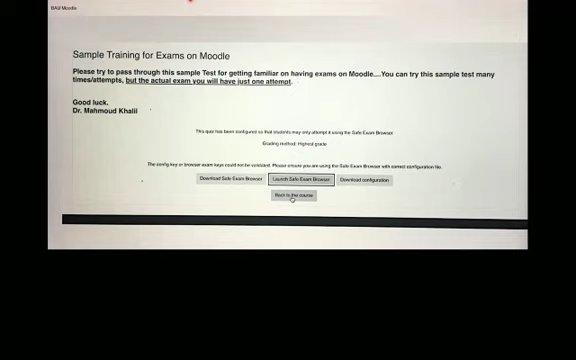 BAU Moodle
Sample Training for Exams on Moodle
Please try to pass through this sample Test for getting familiar on having exams on Moodle....You can try this sample test many
times/attempts, but the actual exam you will have just one attempt.
Good luck.
Dr. Mahmoud Khalil
This quiz has been configured so that students may only attempt it using the Safe Exam Browser.
Grading method: Highest grade
The config key or browser exam keys could not be validated. Please ensure you are using the Safe Exam Browser with correct configuration file.
Download Safe Exam Browser
Launch Safe Exam Browser
Download configuration
Back to the course